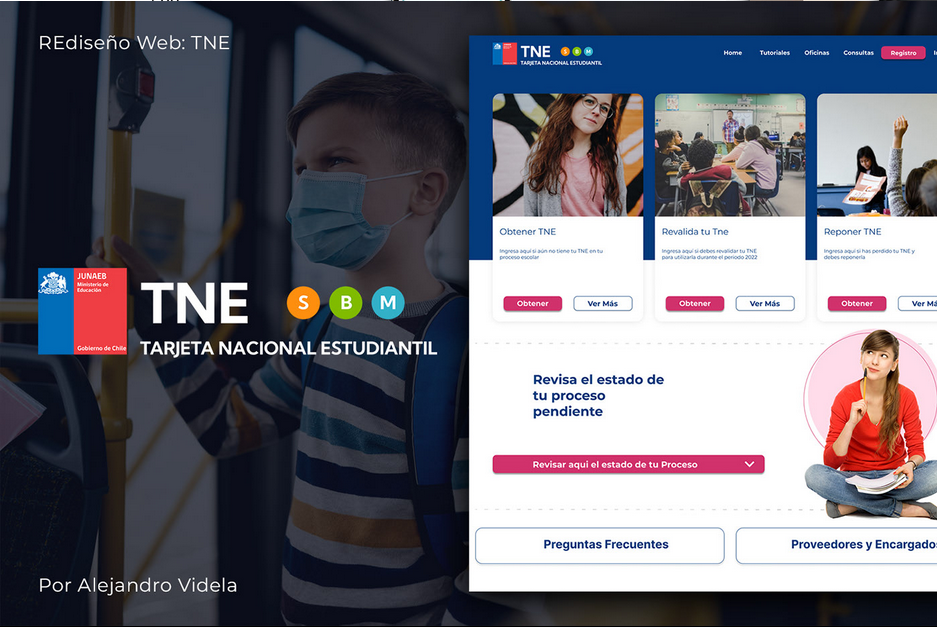 REdiseño Web: TNE
JUNAEB
Ministerio de
Educación
Gobierno de Chile
TNE
S B M
TARJETA NACIONAL ESTUDIANTIL
Por Alejandro Videla
TNE S B M
TARJETA NACIONAL ESTUDIANTIL
Home Tutoriales Oficinas Consultas Registro
Obtener TNE
Ingresa aquí si aún no tiene tu TNE en tu
proceso escolar
Obtener Ver Más
Revalida tu Tne
Ingresa aquí si debes revalidar tu TNE
para utilizarla durante el periodo 2022
Obtener Ver Más
Reponer TNE
Ingresa aquí si has perdido tu TNE y
debes reponerla
Obtener Ver Má
Revisa el estado de
tu proceso
pendiente
Revisar aqui el estado de tu Proceso
Preguntas Frecuentes
Proveedores y Encargado